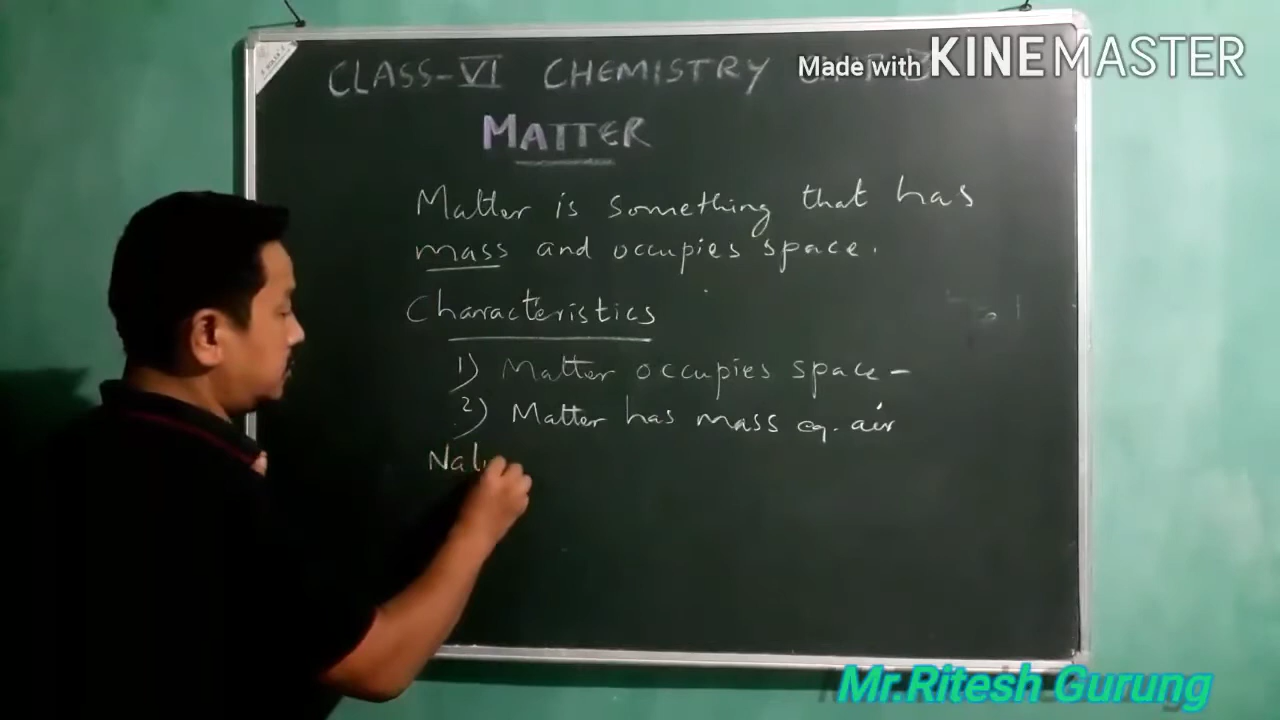 Made with KINEMASTER
CLASS-VI CHEMISTRY
MATTER
Matter is something that has
mass and occupies space.
Characteristics
1) Matter occupies space -
2) Matter has mass eg. air
Mr.Ritesh Gurung